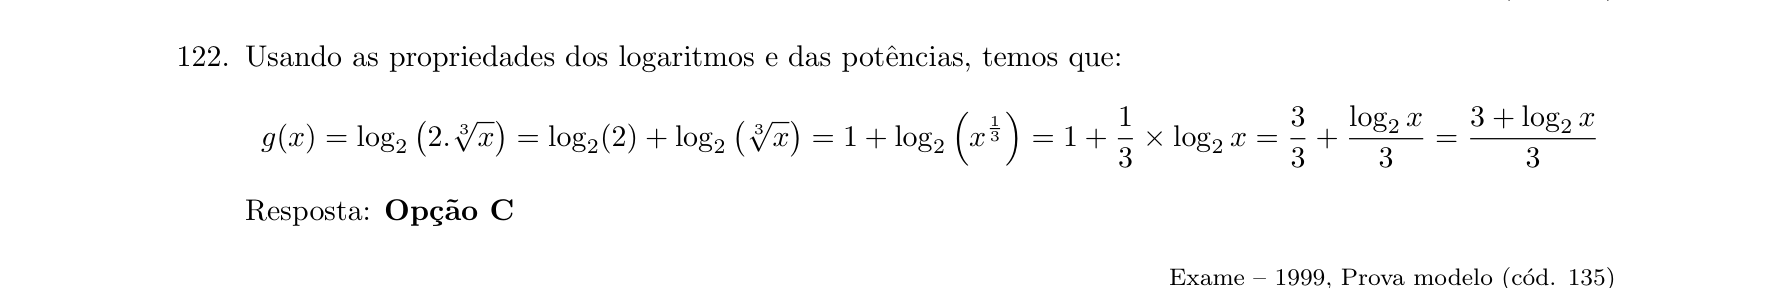 122. Usando as propriedades dos logaritmos e das potências, temos que:
g(x) = log₂ (2.∛x) = log₂(2) + log₂ (∛x) = 1 + log₂ (x^{1/3}) = 1 + 1/3 × log₂ x = 3/3 + (log₂ x)/3 = (3 + log₂ x)/3
Resposta: Opção C
Exame – 1999, Prova modelo (cód. 135)